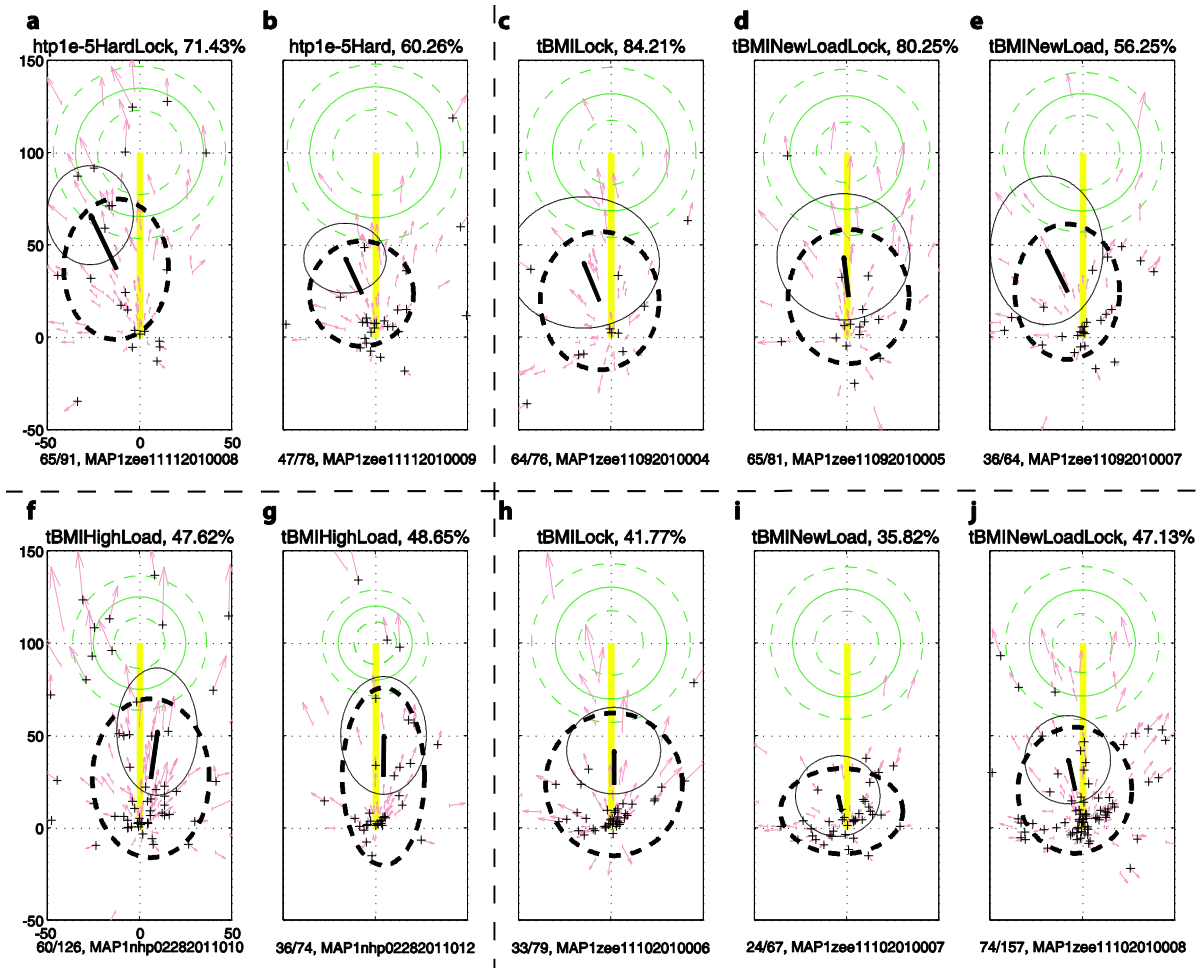 a b c d e
htp1e-5HardLock, 71.43% htp1e-5Hard, 60.26% tBMILock, 84.21% tBMINewLoadLock, 80.25% tBMINewLoad, 56.25%
150
100
50
0
-50
-50 0 50
65/91, MAP1zee11112010008 47/78, MAP1zee11112010009 64/76, MAP1zee11092010004 65/81, MAP1zee11092010005 36/64, MAP1zee11092010007
f g h i j
tBMIHighLoad, 47.62% tBMIHighLoad, 48.65% tBMILock, 41.77% tBMINewLoad, 35.82% tBMINewLoadLock, 47.13%
150
100
50
0
-50
-50 0 50
60/126, MAP1nhp02282011010 36/74, MAP1nhp02282011012 33/79, MAP1zee11102010006 24/67, MAP1zee11102010007 74/157, MAP1zee11102010008